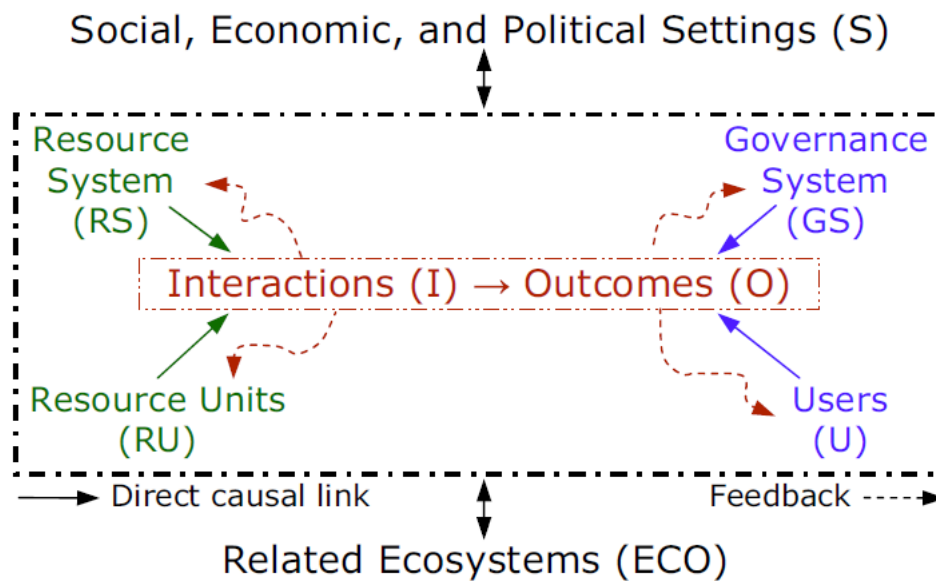 Social, Economic, and Political Settings (S)
Resource
System
(RS)
Governance
System
(GS)
Interactions (I) → Outcomes (O)
Resource Units
(RU)
Users
(U)
Direct causal link
Feedback
Related Ecosystems (ECO)